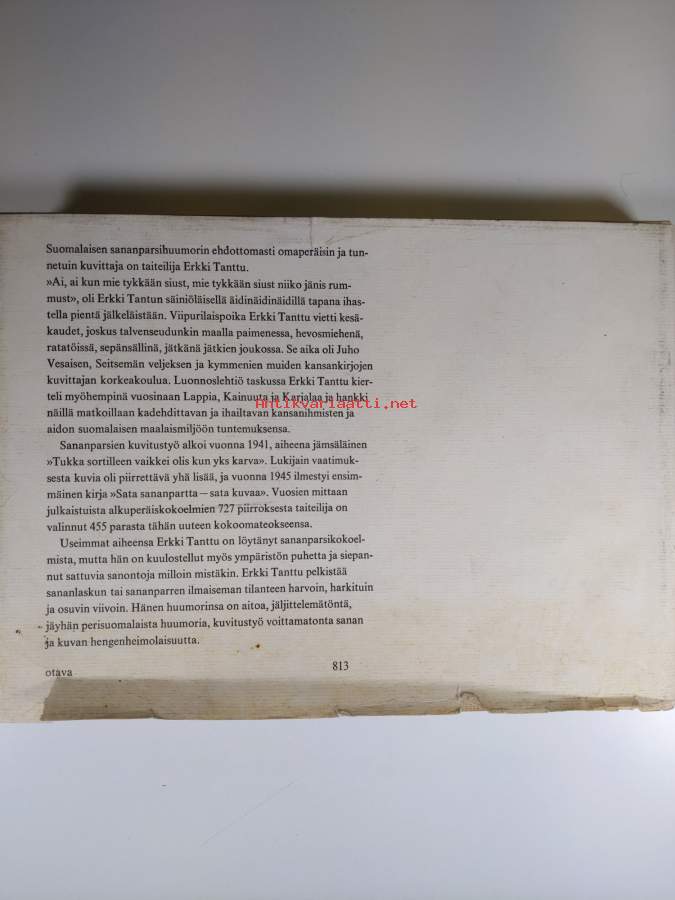 Suomalaisen sananparsihuumorin ehdottomasti omaperäisin ja tun-
netuin kuvittaja on taiteilija Erkki Tanttu.
»Ai, ai kun mie tykkään siust, mie tykkään siust niiko jänis rum-
must», oli Erkki Tantun säiniöläisellä äidinäidinäidillä tapana ihas-
tella pientä jälkeläistään. Viipurilaispoika Erkki Tanttu vietti kesä-
kaudet, joskus talvenseudunkin maalla paimenessa, hevosmiehenä,
ratatöissä, sepänsällinä, jätkänä jätkien joukossa. Se aika oli Juho
Vesaisen, Seitsemän veljeksen ja kymmenien muiden kansankirjojen
kuvittajan korkeakoulua. Luonnoslehtiö taskussa Erkki Tanttu kier-
teli myöhempinä vuosinaan Lappia, Kainuuta ja Karjalaa ja hankki
antikvariaatti.net
näillä matkoillaan kadehdittavan ja ihailtavan kansanihmisten ja
aidon suomalaisen maalaismiljöön tuntemuksensa.
Sananparsien kuvitustyö alkoi vuonna 1941, aiheena jämsäläinen
»Tukka sortilleen vaikkei olis kun yks karva». Lukijain vaatimuk-
sesta kuvia oli piirrettävä yhä lisää, ja vuonna 1945 ilmestyi ensim-
mäinen kirja »Sata sananpartta — sata kuvaa». Vuosien mittaan
julkaistuista alkuperäiskokoelmien 727 piirroksesta taiteilija on
valinnut 455 parasta tähän uuteen kokoomateokseensa.
Useimmat aiheensa Erkki Tanttu on löytänyt sananparsikokoel-
mista, mutta hän on kuulostellut myös ympäristön puhetta ja siepan-
nut sattuvia sanontoja milloin mistäkin. Erkki Tanttu pelkistää
sananlaskun tai sananparren ilmaiseman tilanteen harvoin, harkituin
ja osuvin viivoin. Hänen huumorinsa on aitoa, jäljittelemätöntä,
jäyhän perisuomalaista huumoria, kuvitustyö voittamatonta sanan
ja kuvan hengenheimolaisuutta.
otava
813